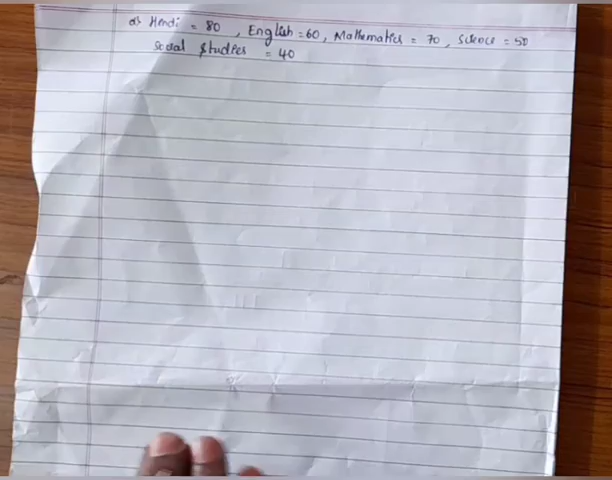 a) Hindi = 80 , English = 60, Mathematics = 70, Science = 50
Social Studies = 40